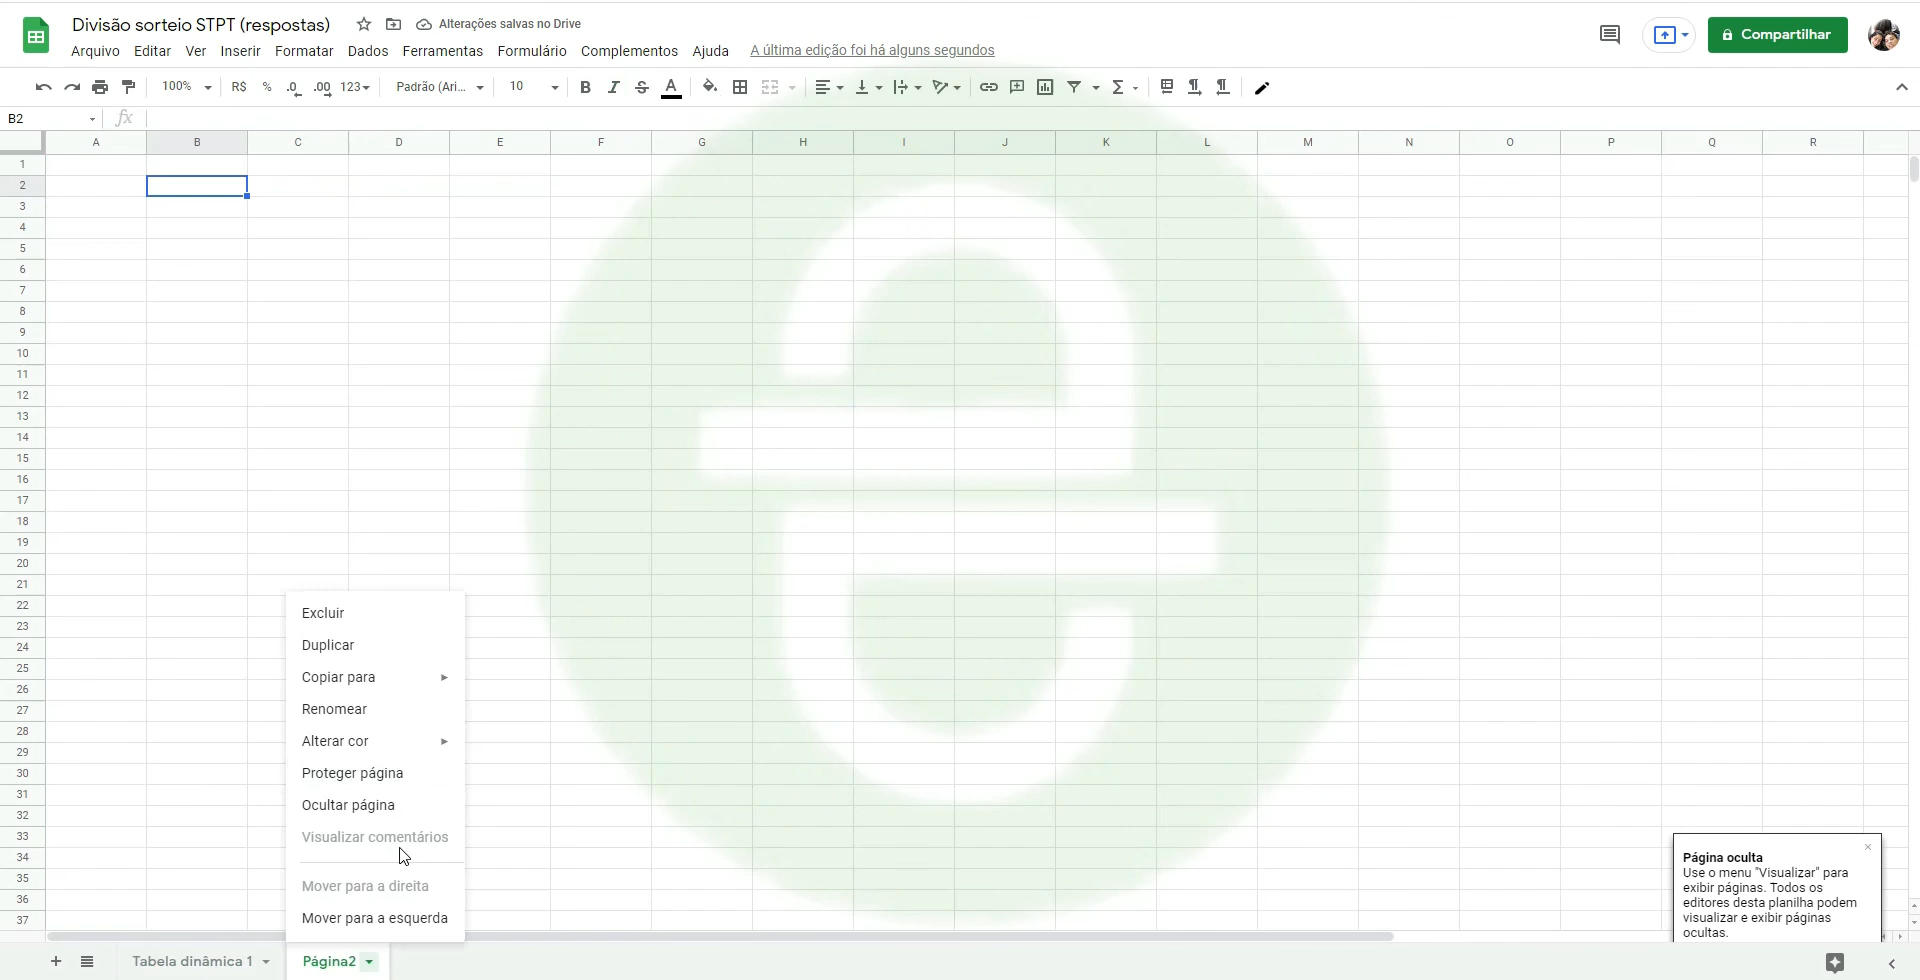 Divisão sorteio STPT (respostas)
Alterações salvas no Drive
Arquivo Editar Ver Inserir Formatar Dados Ferramentas Formulário Complementos Ajuda A última edição foi há alguns segundos
Compartilhar
100% R$ % .0 .00 123 Padrão (Ari... 10 B I S A
B2 fx
A B C D E F G H I J K L M N O P Q R
1
2
3
4
5
6
7
8
9
10
11
12
13
14
15
16
17
18
19
20
21
22
23
24
25
26
27
28
29
30
31
32
33
34
35
36
37
Excluir
Duplicar
Copiar para
Renomear
Alterar cor
Proteger página
Ocultar página
Visualizar comentários
Mover para a direita
Mover para a esquerda
Página oculta
Use o menu "Visualizar" para
exibir páginas. Todos os
editores desta planilha podem
visualizar e exibir páginas
ocultas.
Tabela dinâmica 1 Página2